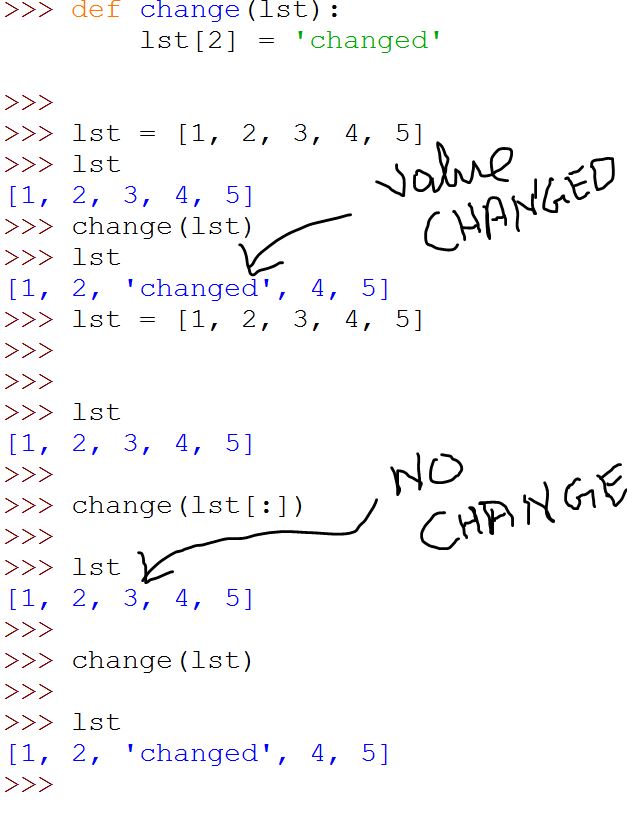 >>> def change(lst):
        lst[2] = 'changed'
>>>
>>> lst = [1, 2, 3, 4, 5]
>>> lst
[1, 2, 3, 4, 5]
value
CHANGED
>>> change(lst)
>>> lst
[1, 2, 'changed', 4, 5]
>>> lst = [1, 2, 3, 4, 5]
>>>
>>>
>>> lst
[1, 2, 3, 4, 5]
>>>
NO
CHANGE
>>> change(lst[:])
>>>
>>> lst
[1, 2, 3, 4, 5]
>>>
>>> change(lst)
>>>
>>> lst
[1, 2, 'changed', 4, 5]
>>>